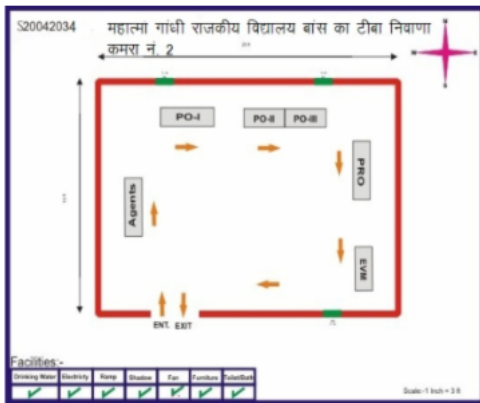 S20042034 महात्मा गांधी राजकीय विद्यालय बांस का टीबा निवाणा
कमरा नं. 2
PO-I
PO-II
PO-III
PRO
Agents
EVM
ENT. EXIT
Facilities:-
Drinking Water Electricty Ramp Shadow Fan Furniture Toilet/Bath
Scale:-1 Inch = 3 ft